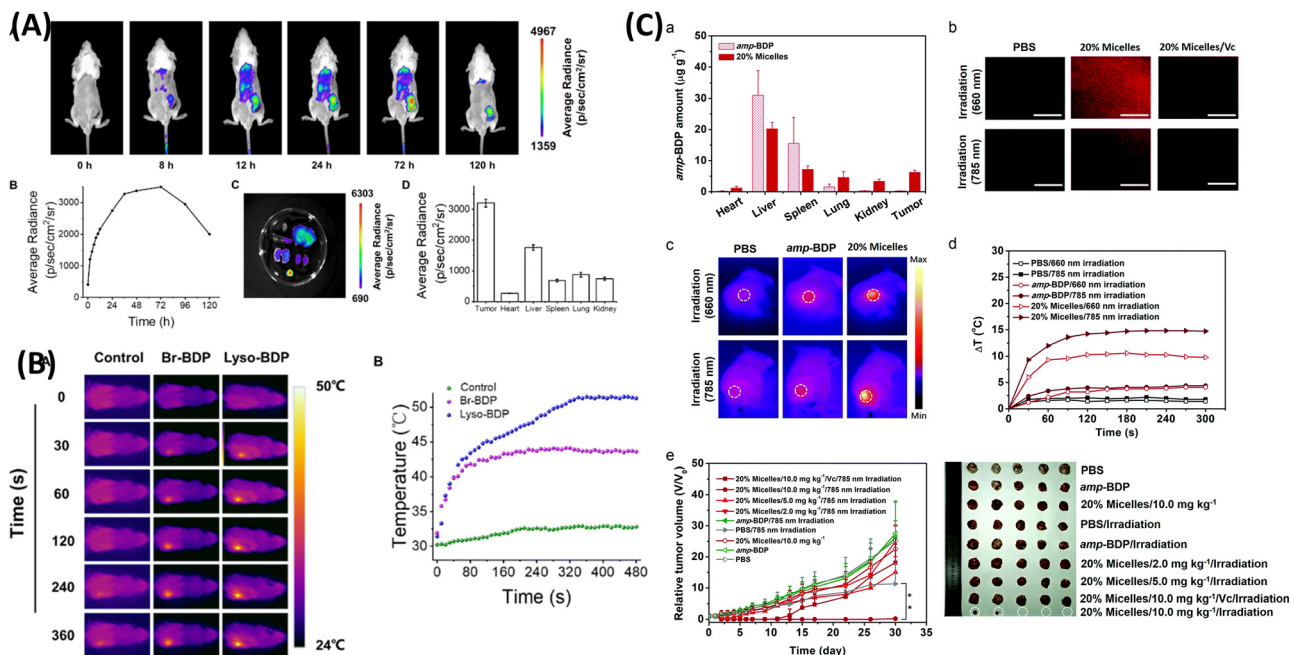 (A)
4967
Average Radiance
(p/sec/cm²/sr)
1359
0 h 8 h 12 h 24 h 72 h 120 h
B
Average Radiance
(p/sec/cm²/sr)
3000
2000
1000
0
0 24 48 72 96 120
Time (h)
C
6303
Average Radiance
(p/sec/cm²/sr)
690
D
Average Radiance
(p/sec/cm²/sr)
3000
2000
1000
0
Tumor Heart Liver Spleen Lung Kidney
(B)
Control Br-BDP Lyso-BDP
Time (s)
0
30
60
120
240
360
50℃
24℃
B
Control
Br-BDP
Lyso-BDP
Temperature (℃)
50
45
40
35
30
0 80 160 240 320 400 480
Time (s)
(C)
a
amp-BDP
20% Micelles
amp-BDP amount (μg g⁻¹)
50
40
30
20
10
0
Heart Liver Spleen Lung Kidney Tumor
b
PBS 20% Micelles 20% Micelles/Vc
Irradiation
(660 nm)
Irradiation
(785 nm)
c
PBS amp-BDP 20% Micelles
Irradiation
(660 nm)
Irradiation
(785 nm)
Max
Min
d
PBS/660 nm irradiation
PBS/785 nm irradiation
amp-BDP/660 nm irradiation
amp-BDP/785 nm irradiation
20% Micelles/660 nm irradiation
20% Micelles/785 nm irradiation
ΔT (°C)
30
25
20
15
10
5
0
0 60 120 180 240 300
Time (s)
e
20% Micelles/10.0 mg kg⁻¹/Vc/785 nm Irradiation
20% Micelles/10.0 mg kg⁻¹/785 nm Irradiation
20% Micelles/5.0 mg kg⁻¹/785 nm Irradiation
20% Micelles/2.0 mg kg⁻¹/785 nm Irradiation
amp-BDP/785 nm Irradiation
PBS/785 nm Irradiation
20% Micelles/10.0 mg kg⁻¹
amp-BDP
PBS
Relative tumor volume (V/V₀)
50
40
30
20
10
0
0 5 10 15 20 25 30 35
Time (day)
*
*
PBS
amp-BDP
20% Micelles/10.0 mg kg⁻¹
PBS/Irradiation
amp-BDP/Irradiation
20% Micelles/2.0 mg kg⁻¹/Irradiation
20% Micelles/5.0 mg kg⁻¹/Irradiation
20% Micelles/10.0 mg kg⁻¹/Vc/Irradiation
20% Micelles/10.0 mg kg⁻¹/Irradiation